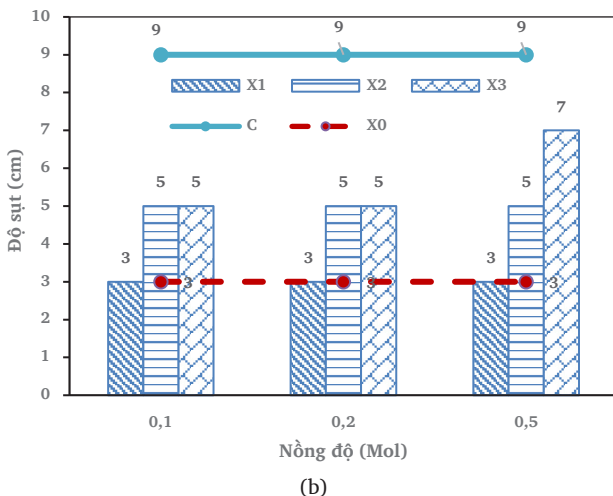 10
9
8
7
6
5
4
3
2
1
0
Độ sụt (cm)
9 9 9
X1 X2 X3
C X0
7
5 5 5 5 5
3 3 3
3 3 3
0,1 0,2 0,5
Nồng độ (Mol)
(b)